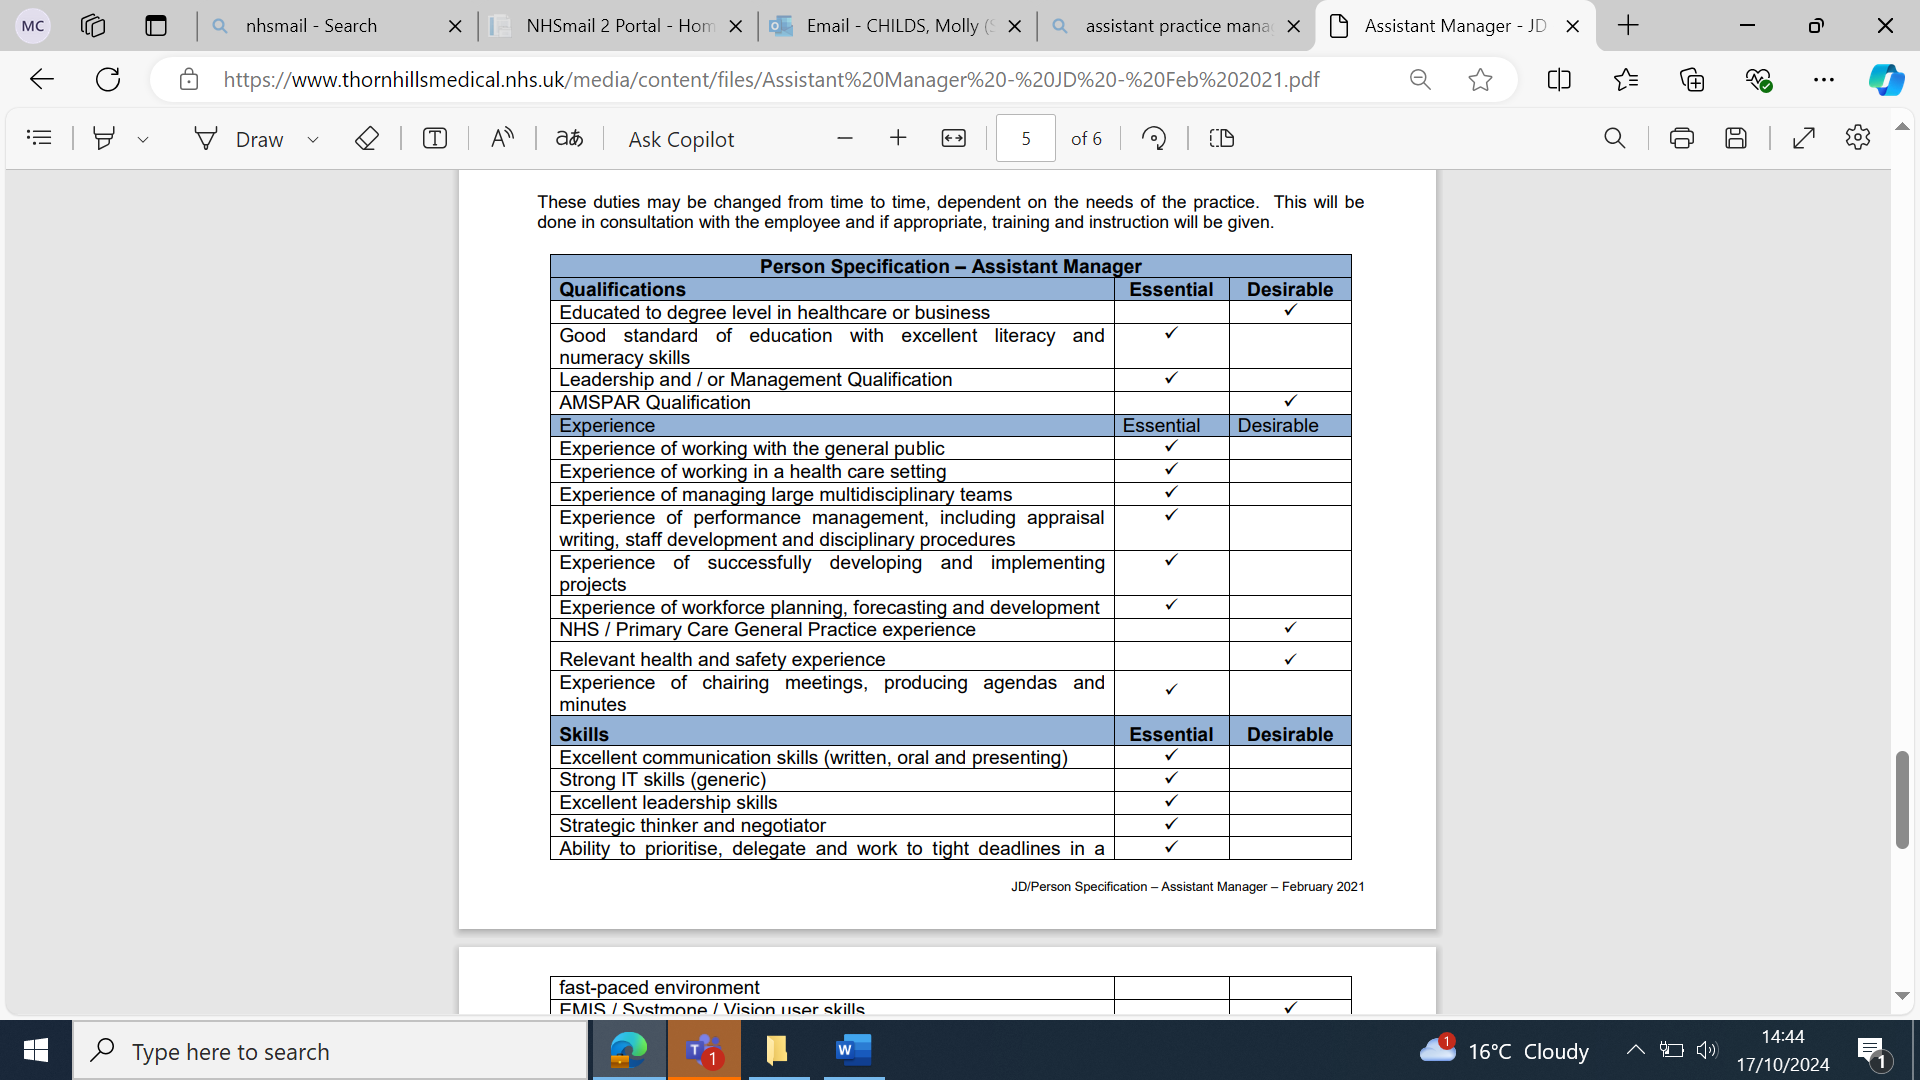 MC
nhsmail - Search
NHSmail 2 Portal - Hom
Email - CHILDS, Molly (S
assistant practice mana
Assistant Manager - JD
https://www.thornhillsmedical.nhs.uk/media/content/files/Assistant%20Manager%20-%20JD%20-%20Feb%202021.pdf
Draw
Ask Copilot
5 of 6
These duties may be changed from time to time, dependent on the needs of the practice. This will be
done in consultation with the employee and if appropriate, training and instruction will be given.
Person Specification – Assistant Manager
Qualifications Essential Desirable
Educated to degree level in healthcare or business ✓
Good standard of education with excellent literacy and ✓
numeracy skills
Leadership and / or Management Qualification ✓
AMSPAR Qualification ✓
Experience Essential Desirable
Experience of working with the general public ✓
Experience of working in a health care setting ✓
Experience of managing large multidisciplinary teams ✓
Experience of performance management, including appraisal ✓
writing, staff development and disciplinary procedures
Experience of successfully developing and implementing ✓
projects
Experience of workforce planning, forecasting and development ✓
NHS / Primary Care General Practice experience ✓
Relevant health and safety experience ✓
Experience of chairing meetings, producing agendas and ✓
minutes
Skills Essential Desirable
Excellent communication skills (written, oral and presenting) ✓
Strong IT skills (generic) ✓
Excellent leadership skills ✓
Strategic thinker and negotiator ✓
Ability to prioritise, delegate and work to tight deadlines in a ✓
JD/Person Specification – Assistant Manager – February 2021
fast-paced environment
EMIS / Systmone / Vision user skills ✓
Type here to search
T 1
W
1
16°C Cloudy
14:44
17/10/2024
1